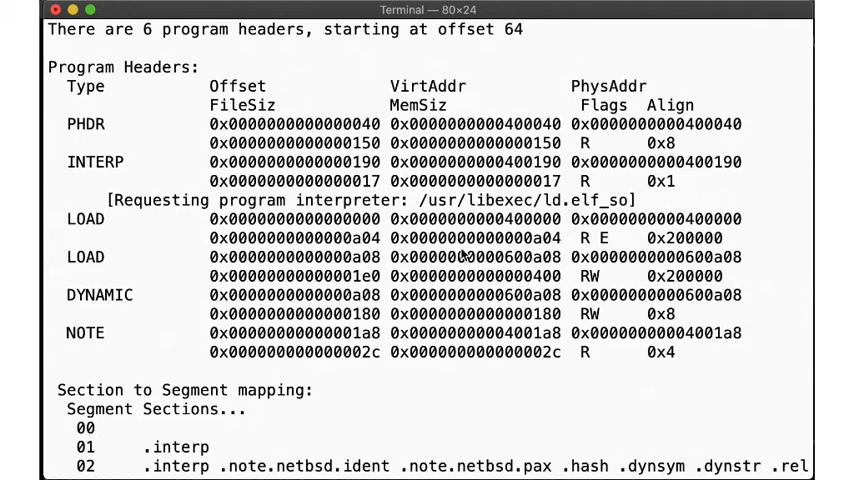 Terminal — 80×24
There are 6 program headers, starting at offset 64
Program Headers:
Type Offset VirtAddr PhysAddr
FileSiz MemSiz Flags Align
PHDR 0x0000000000000040 0x0000000000400040 0x0000000000400040
0x0000000000000150 0x0000000000000150 R 0x8
INTERP 0x0000000000000190 0x0000000000400190 0x0000000000400190
0x0000000000000017 0x0000000000000017 R 0x1
[Requesting program interpreter: /usr/libexec/ld.elf_so]
LOAD 0x0000000000000000 0x0000000000400000 0x0000000000400000
0x0000000000000a04 0x0000000000000a04 R E 0x200000
LOAD 0x0000000000000a08 0x0000000000600a08 0x0000000000600a08
0x00000000000001e0 0x0000000000000400 RW 0x200000
DYNAMIC 0x0000000000000a08 0x0000000000600a08 0x0000000000600a08
0x0000000000000180 0x0000000000000180 RW 0x8
NOTE 0x00000000000001a8 0x00000000004001a8 0x00000000004001a8
0x000000000000002c 0x000000000000002c R 0x4
Section to Segment mapping:
Segment Sections...
00
01 .interp
02 .interp .note.netbsd.ident .note.netbsd.pax .hash .dynsym .dynstr .rel